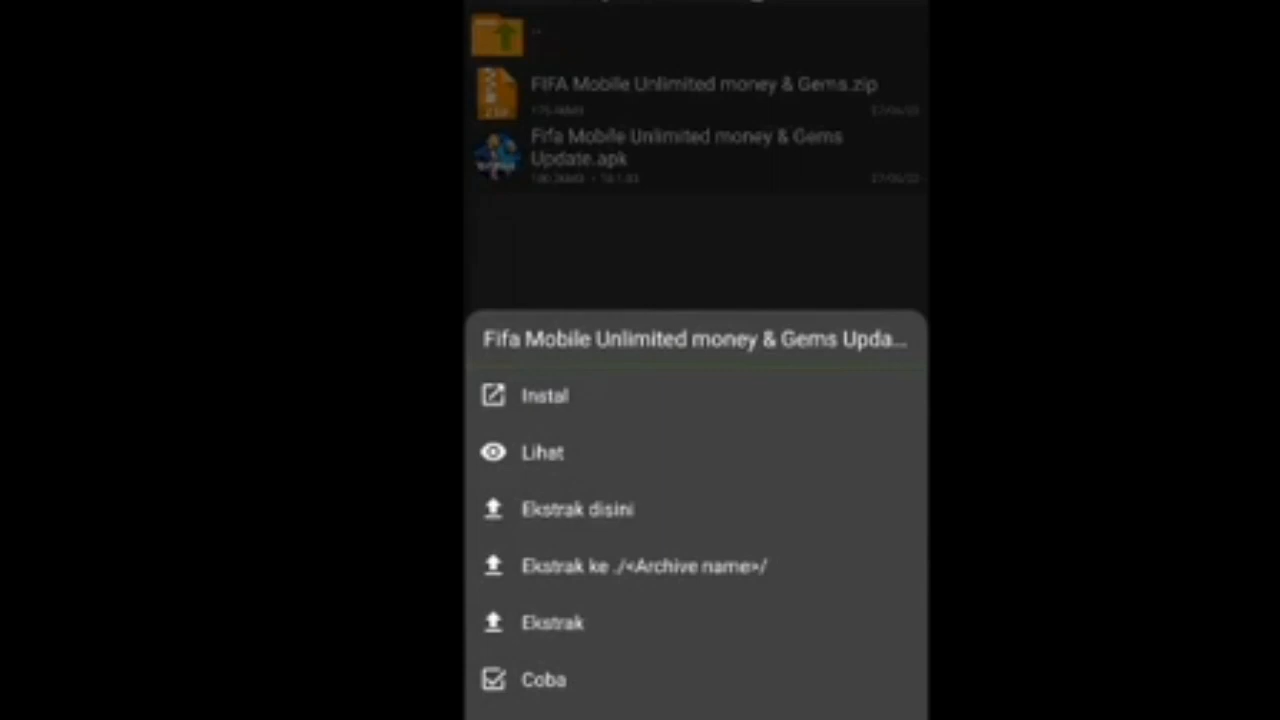 ..
FIFA Mobile Unlimited money & Gems.zip
Fifa Mobile Unlimited money & Gems
Update.apk
Fifa Mobile Unlimited money & Gems Upda...
Instal
Lihat
Ekstrak disini
Ekstrak ke ./<Archive name>/
Ekstrak
Coba